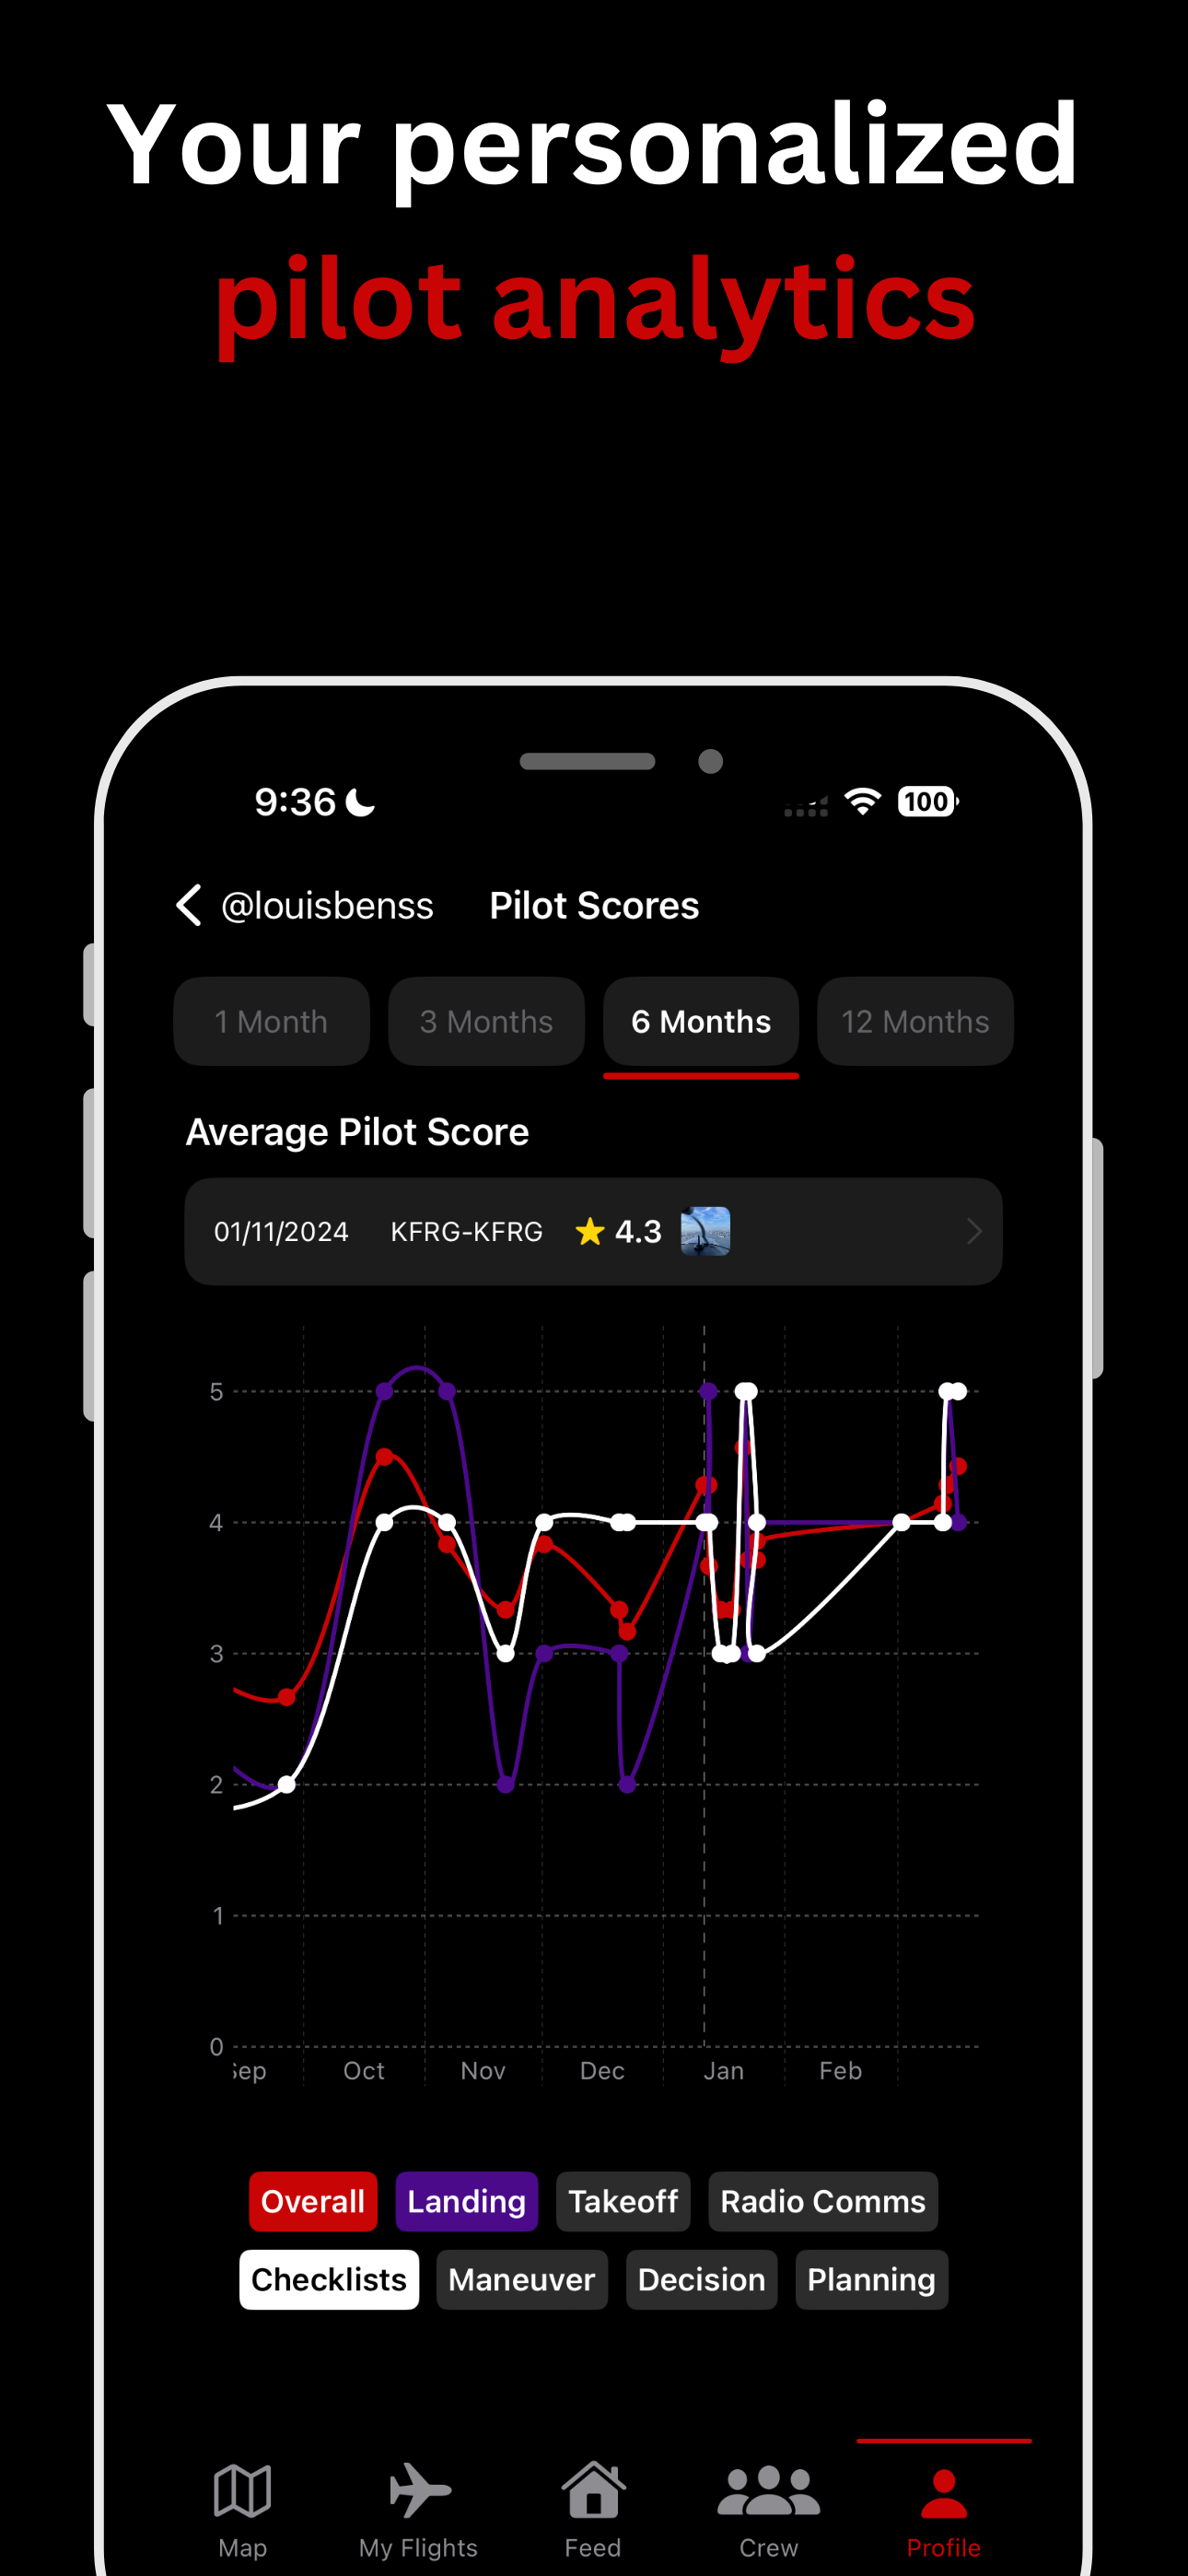 Your personalized
pilot analytics
9:36
100
@louisbenss Pilot Scores
1 Month 3 Months 6 Months 12 Months
Average Pilot Score
01/11/2024 KFRG-KFRG 4.3
5
4
3
2
1
0
Oct Nov Dec Jan Feb
Overall Landing Takeoff Radio Comms
Checklists Maneuver Decision Planning
Map My Flights Feed Crew Profile